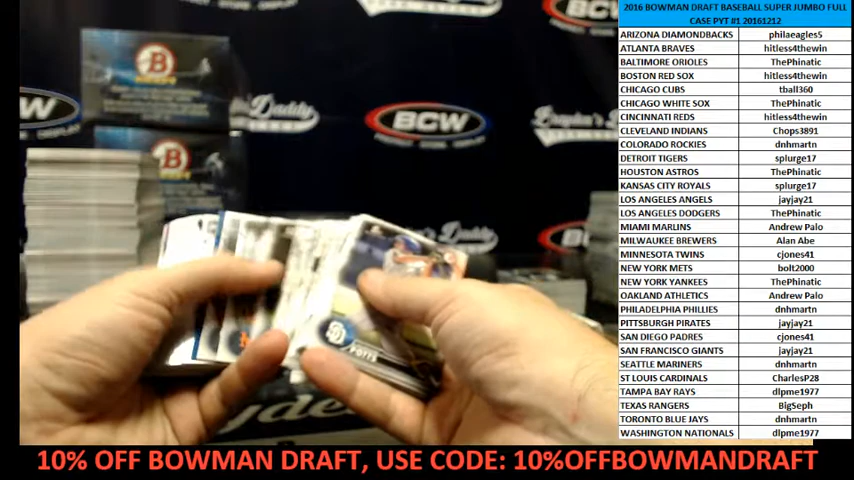 2016 BOWMAN DRAFT BASEBALL SUPER JUMBO FULL
CASE PYT #1 20161212
ARIZONA DIAMONDBACKS philaeagles5
ATLANTA BRAVES hitless4thewin
BALTIMORE ORIOLES ThePhinatic
BOSTON RED SOX hitless4thewin
CHICAGO CUBS tball360
CHICAGO WHITE SOX ThePhinatic
CINCINNATI REDS hitless4thewin
CLEVELAND INDIANS Chops3891
COLORADO ROCKIES dnhmartn
DETROIT TIGERS splurge17
HOUSTON ASTROS ThePhinatic
KANSAS CITY ROYALS splurge17
LOS ANGELES ANGELS jayjay21
LOS ANGELES DODGERS ThePhinatic
MIAMI MARLINS Andrew Palo
MILWAUKEE BREWERS Alan Abe
MINNESOTA TWINS cjones41
NEW YORK METS bolt2000
NEW YORK YANKEES ThePhinatic
OAKLAND ATHLETICS Andrew Palo
PHILADELPHIA PHILLIES dnhmartn
PITTSBURGH PIRATES jayjay21
SAN DIEGO PADRES cjones41
SAN FRANCISCO GIANTS jayjay21
SEATTLE MARINERS dnhmartn
ST LOUIS CARDINALS CharlesP28
TAMPA BAY RAYS dlpme1977
TEXAS RANGERS BigSeph
TORONTO BLUE JAYS dnhmartn
WASHINGTON NATIONALS dlpme1977
BCW
Daddy
POTTS
10% OFF BOWMAN DRAFT, USE CODE: 10%OFFBOWMANDRAFT